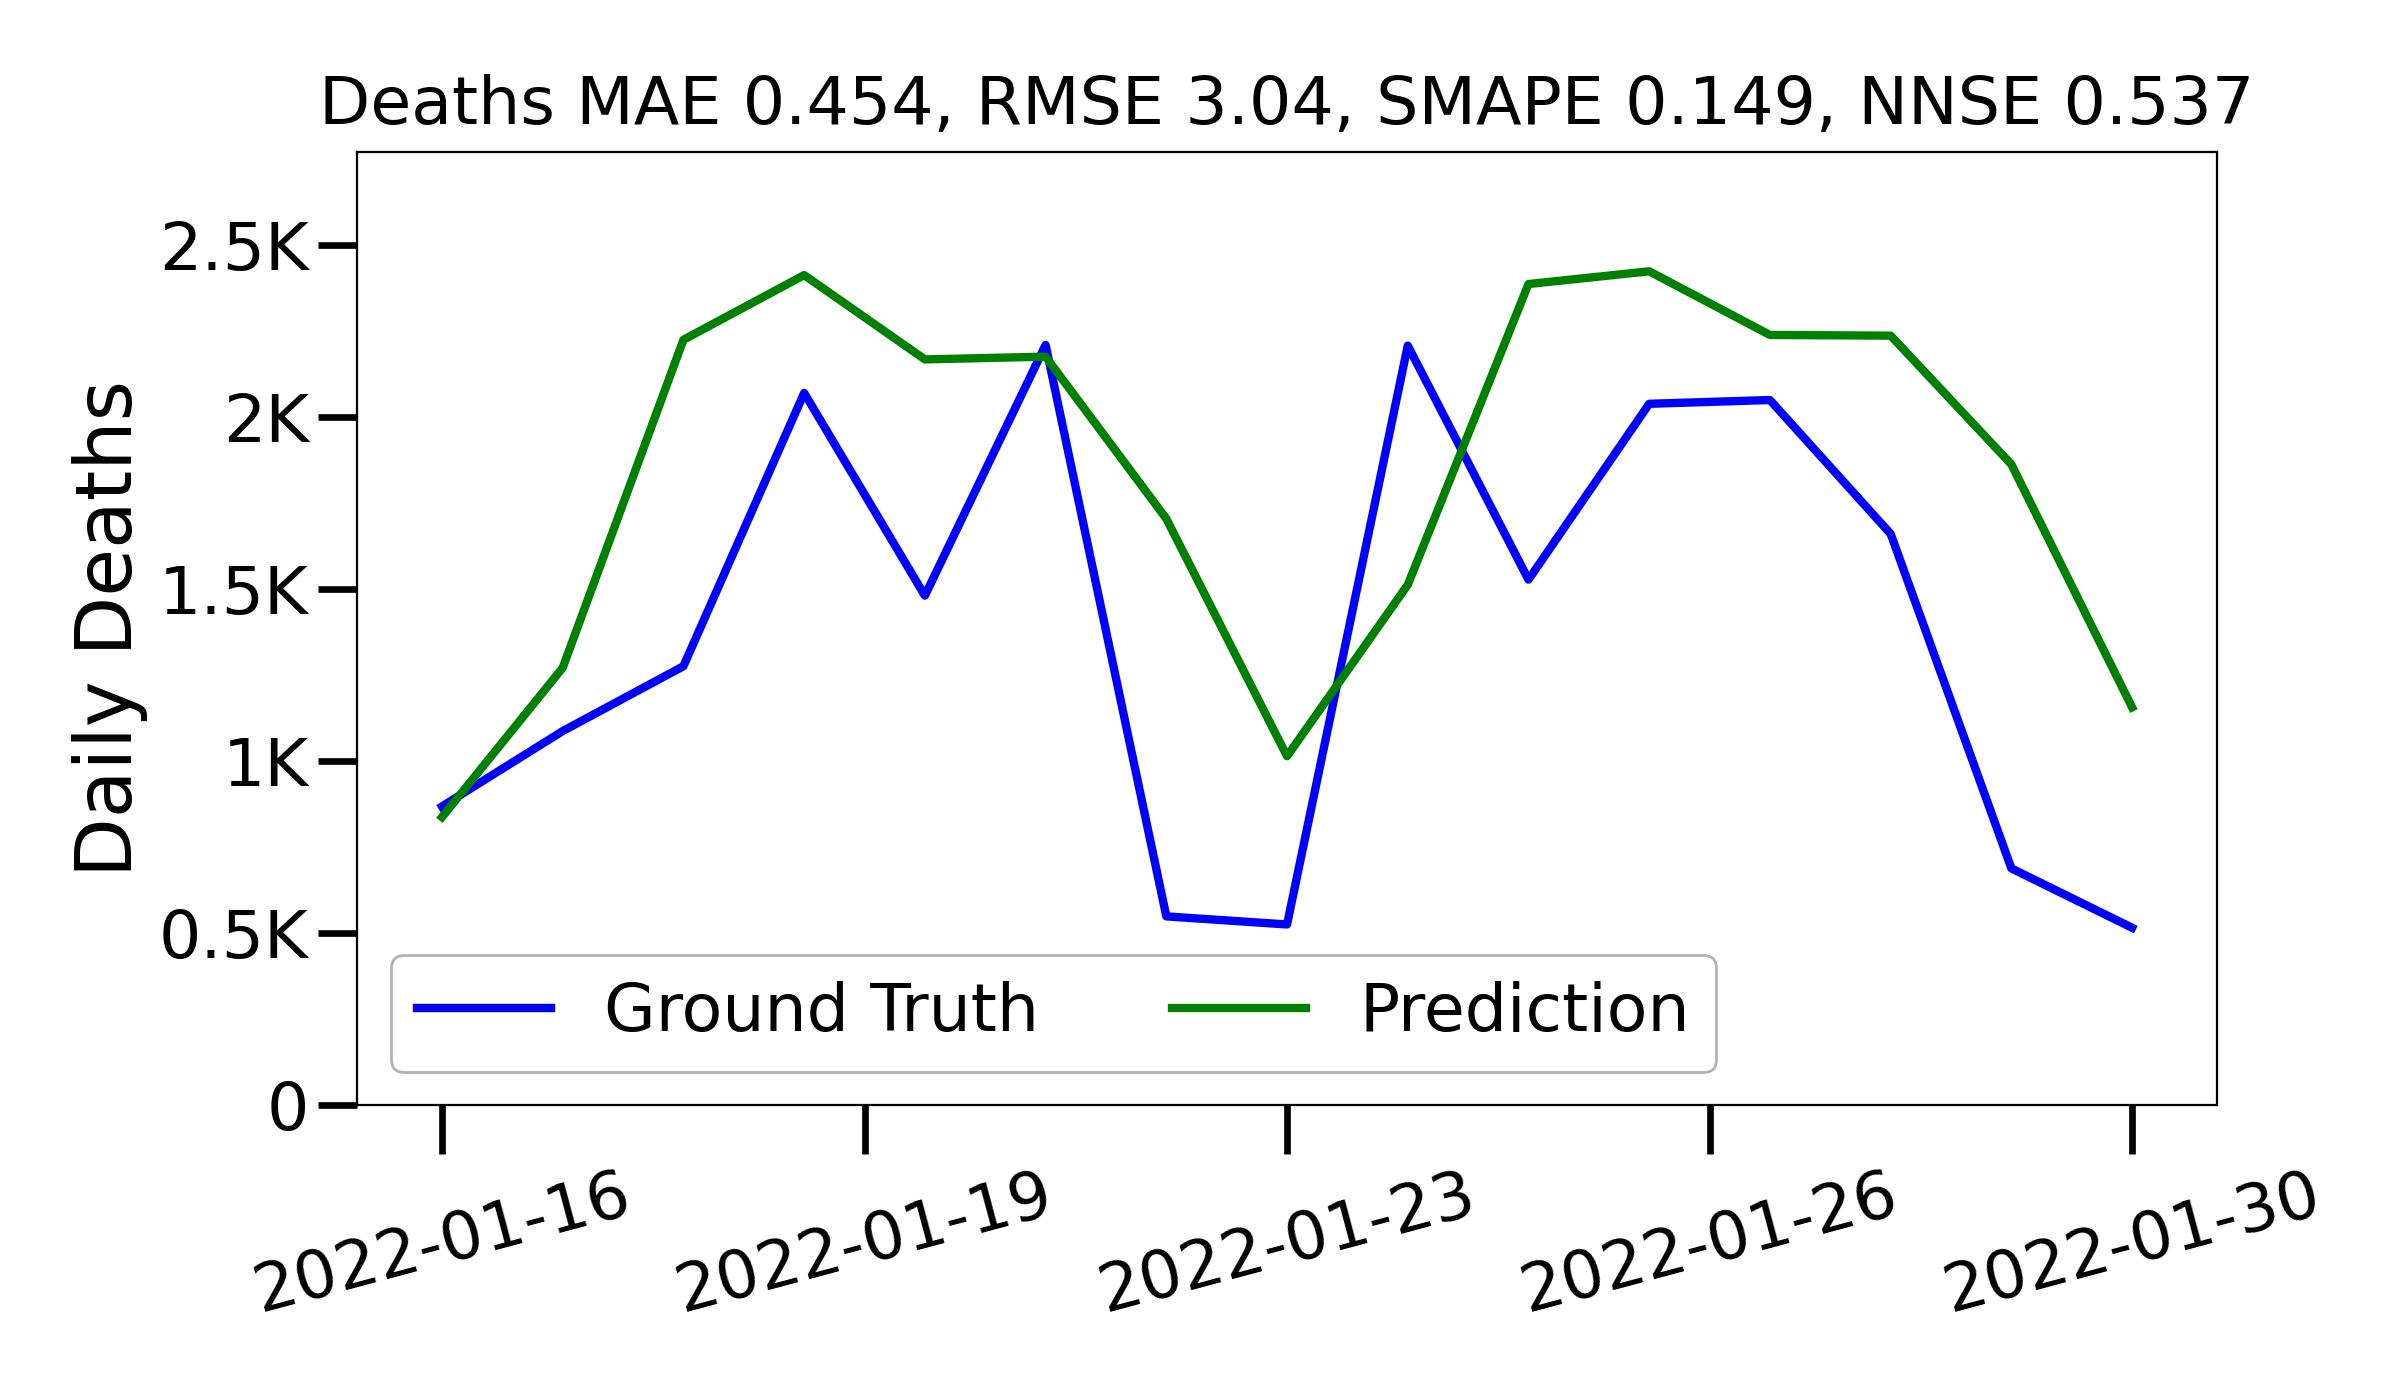 Deaths MAE 0.454, RMSE 3.04, SMAPE 0.149, NNSE 0.537
Daily Deaths
2.5K
2K
1.5K
1K
0.5K
0
Ground Truth Prediction
2022-01-16 2022-01-19 2022-01-23 2022-01-26 2022-01-30